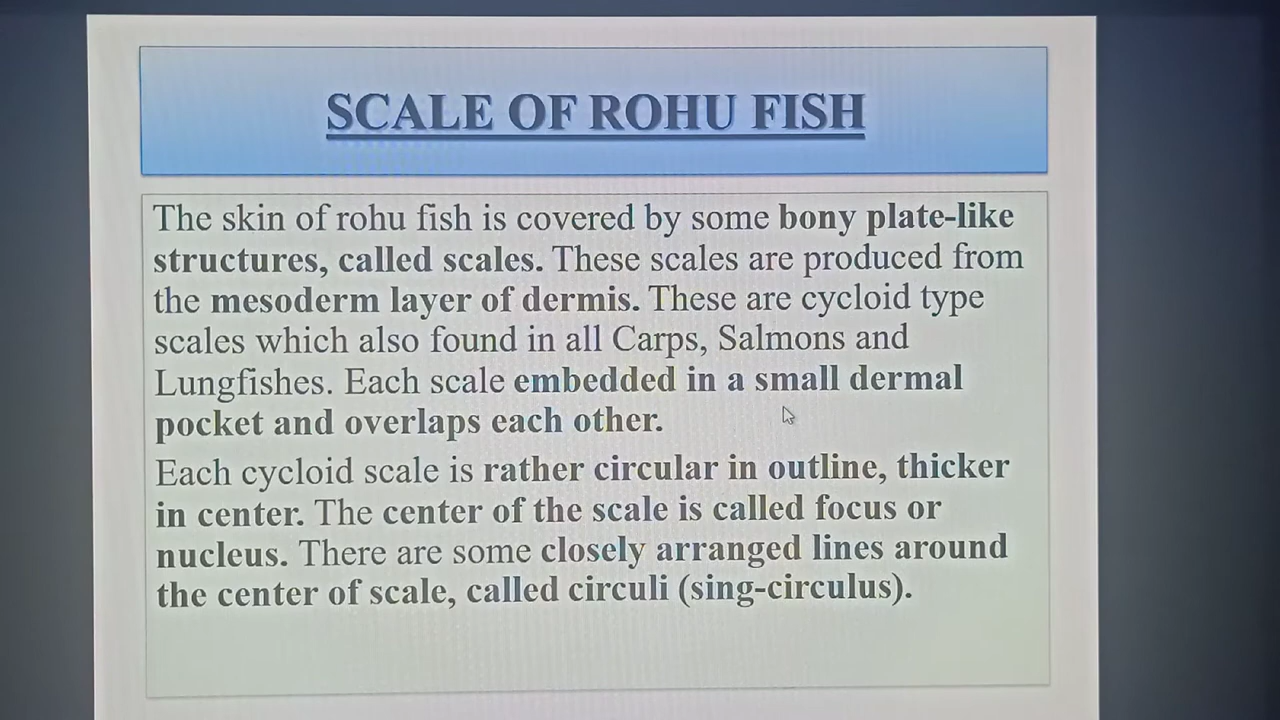 SCALE OF ROHU FISH
The skin of rohu fish is covered by some bony plate-like
structures, called scales. These scales are produced from
the mesoderm layer of dermis. These are cycloid type
scales which also found in all Carps, Salmons and
Lungfishes. Each scale embedded in a small dermal
pocket and overlaps each other.
Each cycloid scale is rather circular in outline, thicker
in center. The center of the scale is called focus or
nucleus. There are some closely arranged lines around
the center of scale, called circuli (sing-circulus).